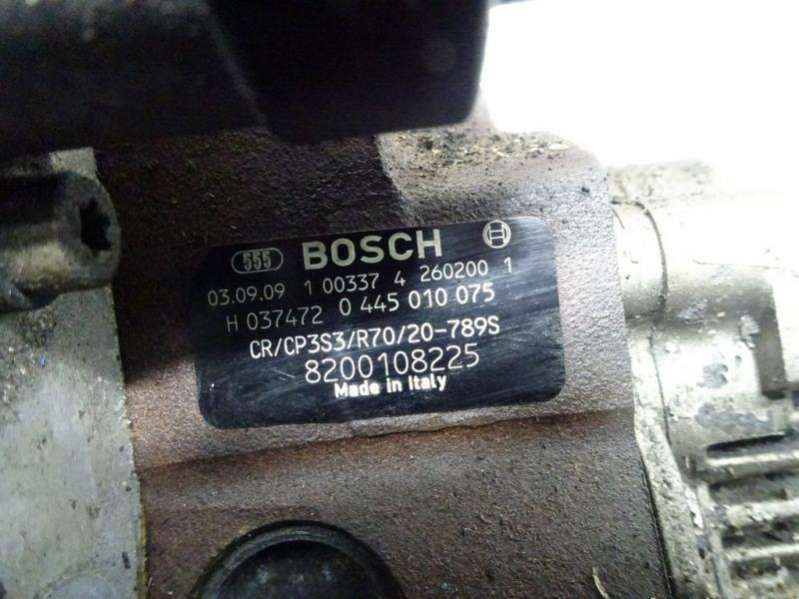 555 BOSCH
03.09.09 1 00337 4 260200 1
H 037472 0 445 010 075
CR/CP3S3/R70/20-789S
8200108225
Made in Italy